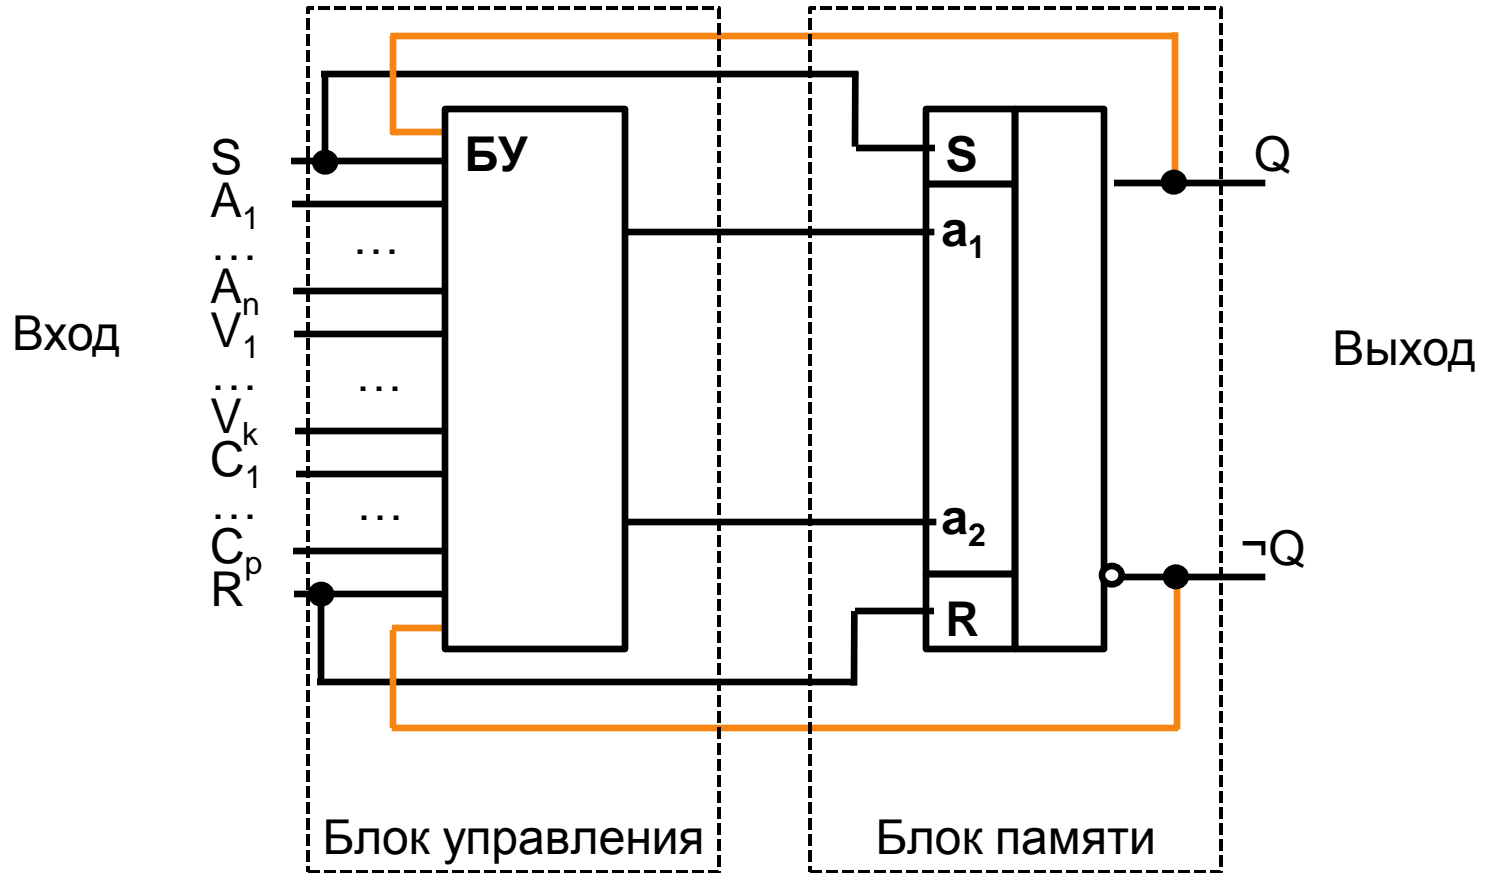 S
A1
...
An
V1
...
Vk
C1
...
Cp
R
...
...
...
Вход
БУ
S
a1
a2
R
Q
¬Q
Выход
Блок управления
Блок памяти